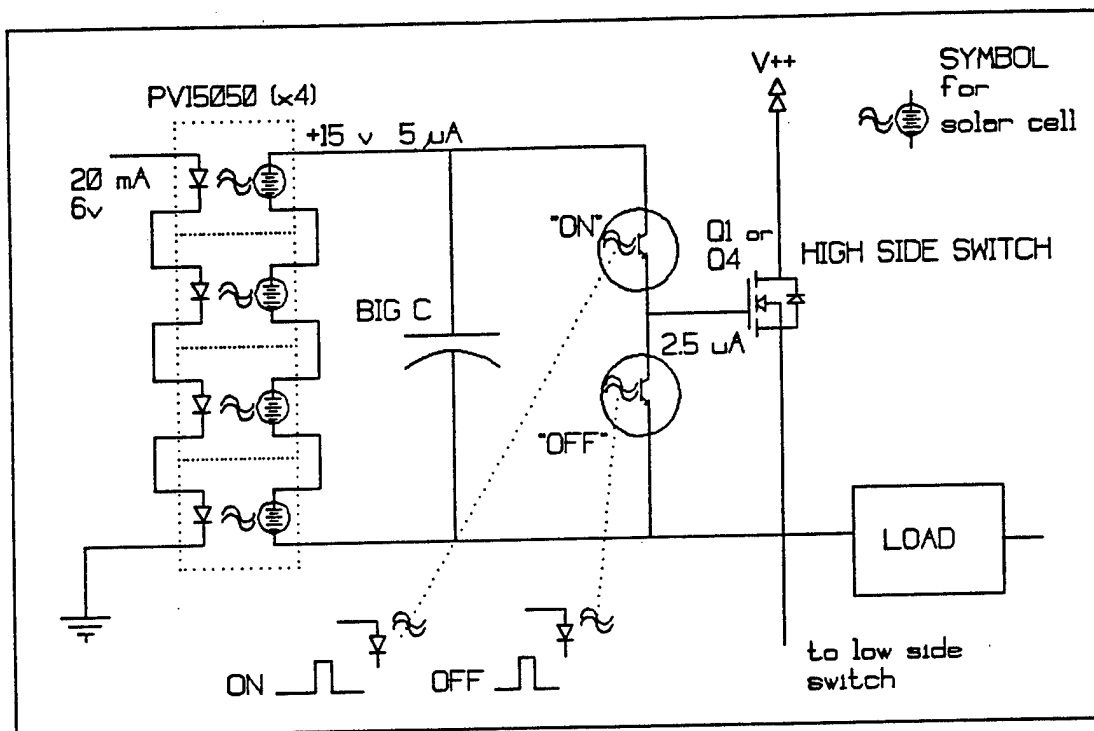 PVI5050 (x4)
V++
SYMBOL
for
solar cell
+15 v 5 µA
20 mA
6v
"ON"
Q1 or
Q4
HIGH SIDE SWITCH
BIG C
2.5 uA
"OFF"
LOAD
to low side
switch
ON
OFF